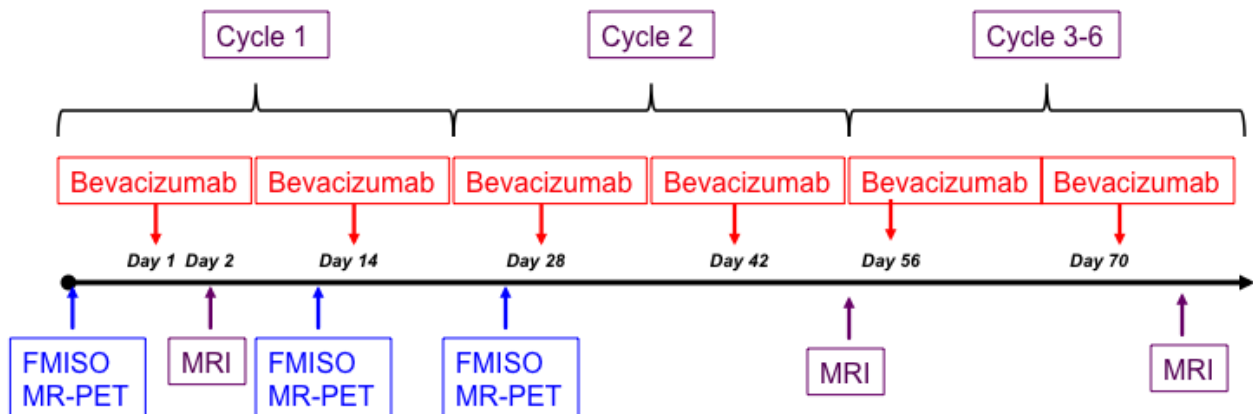 Cycle 1
Cycle 2
Cycle 3-6
Bevacizumab
Bevacizumab
Bevacizumab
Bevacizumab
Bevacizumab
Bevacizumab
Day 1
Day 2
Day 14
Day 28
Day 42
Day 56
Day 70
FMISO
MR-PET
MRI
FMISO
MR-PET
FMISO
MR-PET
MRI
MRI